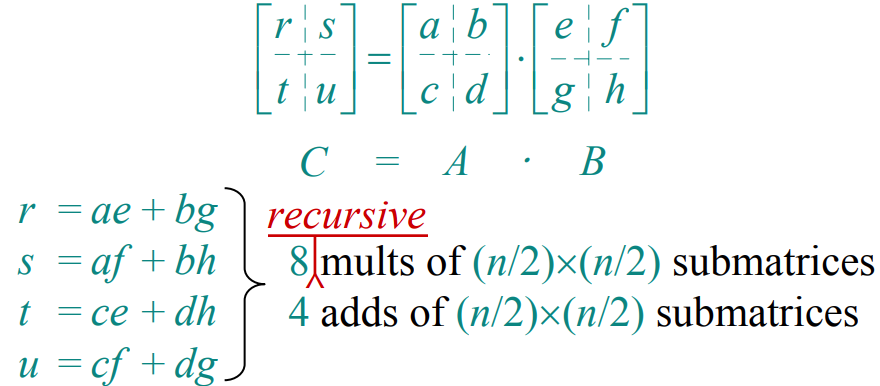 [r s; t u] = [a b; c d] · [e f; g h]
C = A · B
r = ae + bg
s = af + bh
t = ce + dh
u = cf + dg
recursive
8 mults of (n/2)×(n/2) submatrices
4 adds of (n/2)×(n/2) submatrices